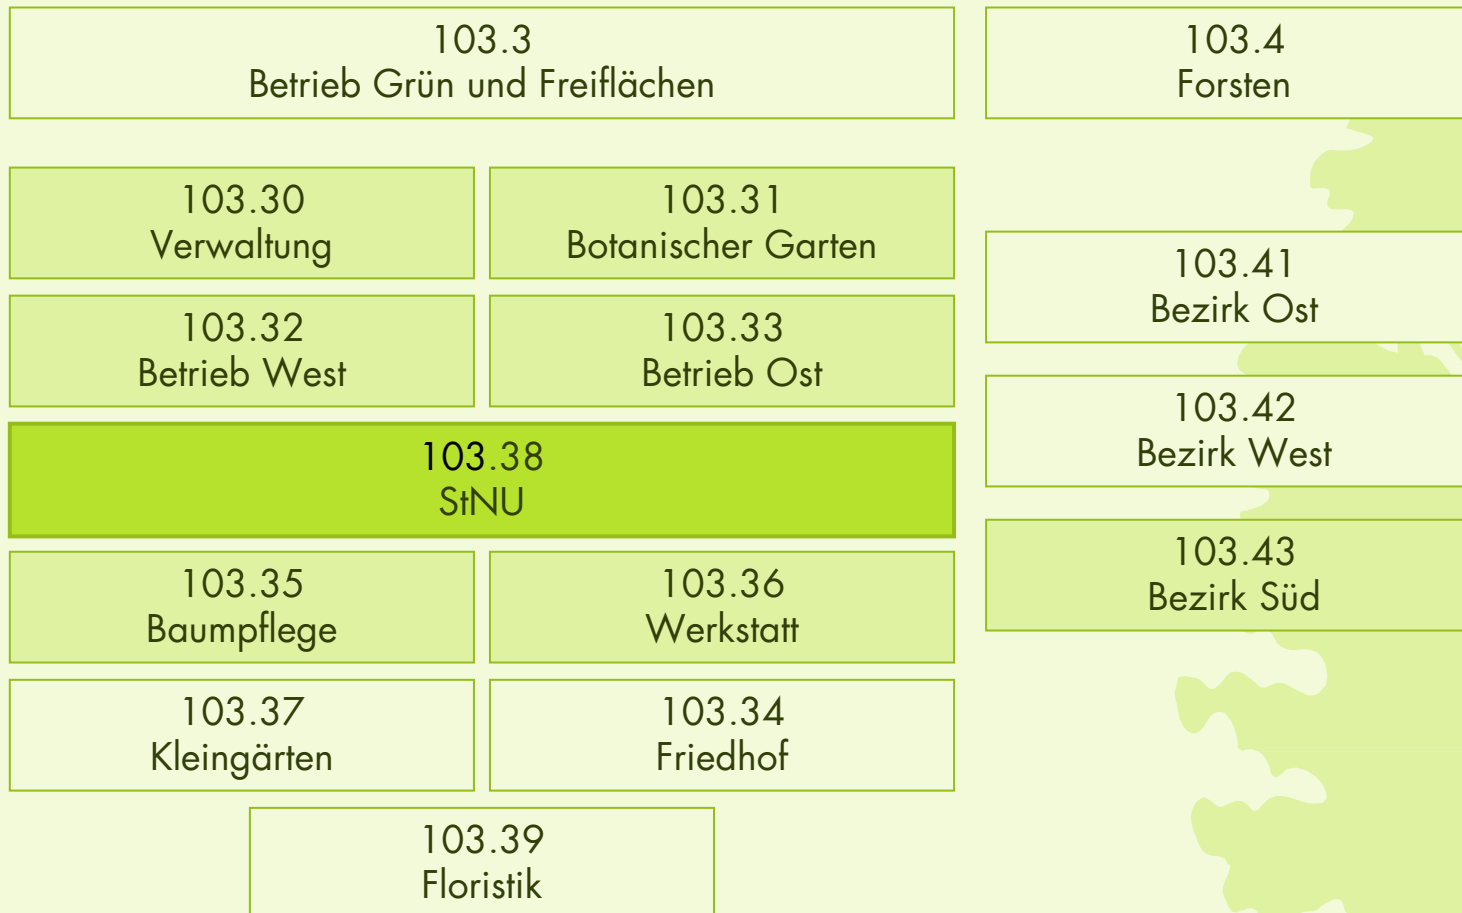 103.3
Betrieb Grün und Freiflächen
103.4
Forsten
103.30
Verwaltung
103.31
Botanischer Garten
103.32
Betrieb West
103.33
Betrieb Ost
103.38
StNU
103.35
Baumpflege
103.36
Werkstatt
103.37
Kleingärten
103.34
Friedhof
103.39
Floristik
103.41
Bezirk Ost
103.42
Bezirk West
103.43
Bezirk Süd